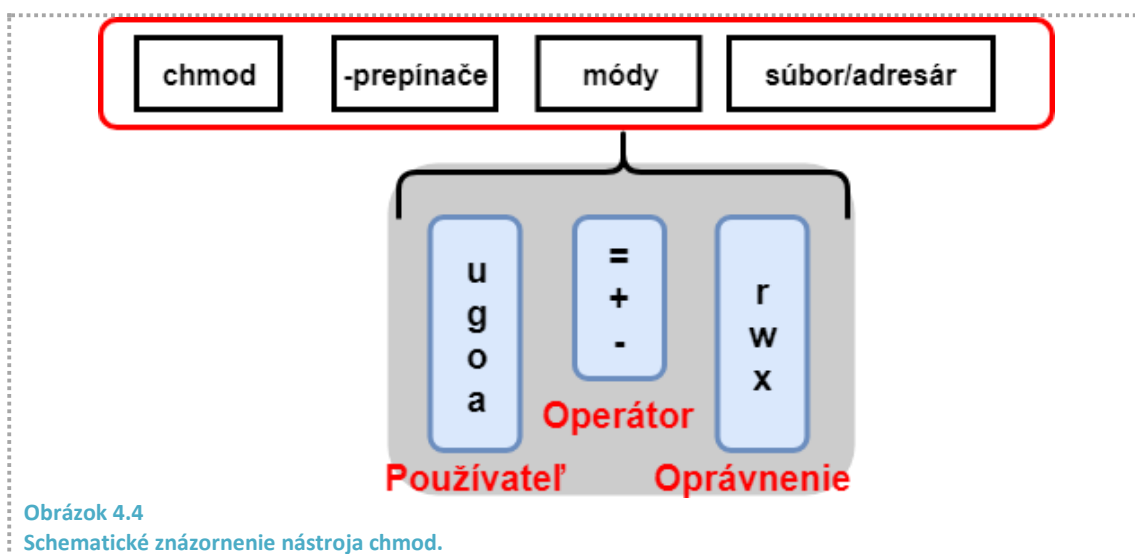 chmod -prepínače módy súbor/adresár
u
g
o
a
=
+
-
r
w
x
Používateľ
Operátor
Oprávnenie
Obrázok 4.4
Schematické znázornenie nástroja chmod.